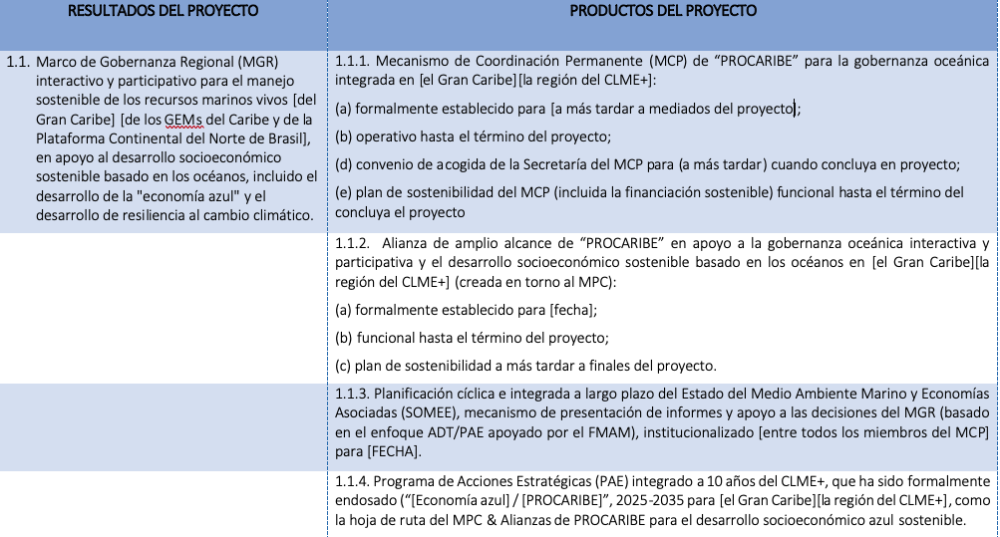 RESULTADOS DEL PROYECTO
PRODUCTOS DEL PROYECTO
1.1. Marco de Gobernanza Regional (MGR)
interactivo y participativo para el manejo
sostenible de los recursos marinos vivos [del
Gran Caribe] [de los GEMs del Caribe y de la
Plataforma Continental del Norte de Brasil],
en apoyo al desarrollo socioeconómico
sostenible basado en los océanos, incluido el
desarrollo de la "economía azul" y el
desarrollo de resiliencia al cambio climático.
1.1.1. Mecanismo de Coordinación Permanente (MCP) de “PROCARIBE” para la gobernanza oceánica
integrada en [el Gran Caribe][la región del CLME+]:
(a) formalmente establecido para [a más tardar a mediados del proyecto];
(b) operativo hasta el término del proyecto;
(d) convenio de acogida de la Secretaría del MCP para (a más tardar) cuando concluya en proyecto;
(e) plan de sostenibilidad del MCP (incluida la financiación sostenible) funcional hasta el término del
concluya el proyecto
1.1.2. Alianza de amplio alcance de “PROCARIBE” en apoyo a la gobernanza oceánica interactiva y
participativa y el desarrollo socioeconómico sostenible basado en los océanos en [el Gran Caribe][la
región del CLME+] (creada en torno al MPC):
(a) formalmente establecido para [fecha];
(b) funcional hasta el término del proyecto;
(c) plan de sostenibilidad a más tardar a finales del proyecto.
1.1.3. Planificación cíclica e integrada a largo plazo del Estado del Medio Ambiente Marino y Economías
Asociadas (SOMEE), mecanismo de presentación de informes y apoyo a las decisiones del MGR (basado
en el enfoque ADT/PAE apoyado por el FMAM), institucionalizado [entre todos los miembros del MCP]
para [FECHA].
1.1.4. Programa de Acciones Estratégicas (PAE) integrado a 10 años del CLME+, que ha sido formalmente
endosado (“[Economía azul] / [PROCARIBE]”, 2025-2035 para [el Gran Caribe][la región del CLME+], como
la hoja de ruta del MPC & Alianzas de PROCARIBE para el desarrollo socioeconómico azul sostenible.